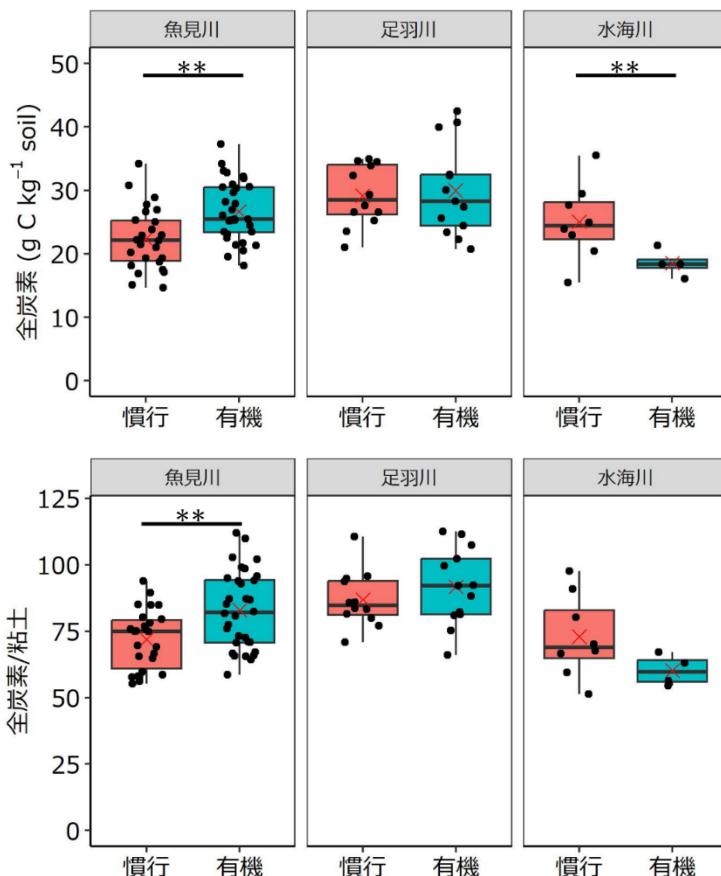 魚見川
足羽川
水海川
全炭素 (g C kg⁻¹ soil)
50
40
30
20
10
0
**
**
慣行
有機
慣行
有機
慣行
有機
魚見川
足羽川
水海川
全炭素/粘土
125
100
75
50
25
0
**
慣行
有機
慣行
有機
慣行
有機